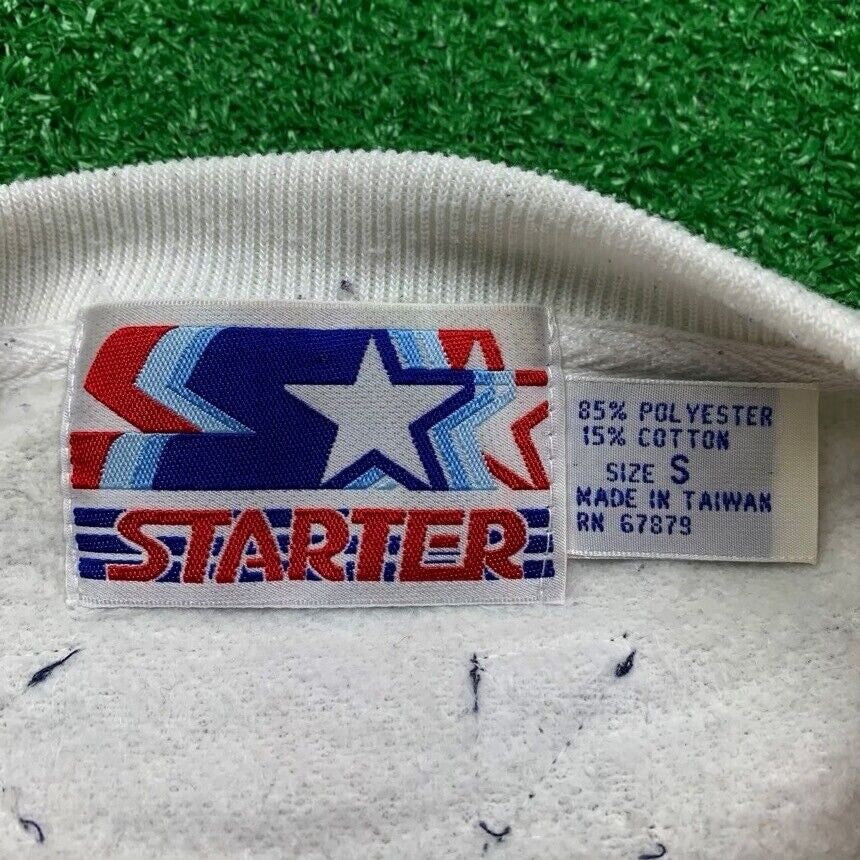 STARTER
85% POLYESTER
15% COTTON
SIZE S
MADE IN TAIWAN
RN 67879